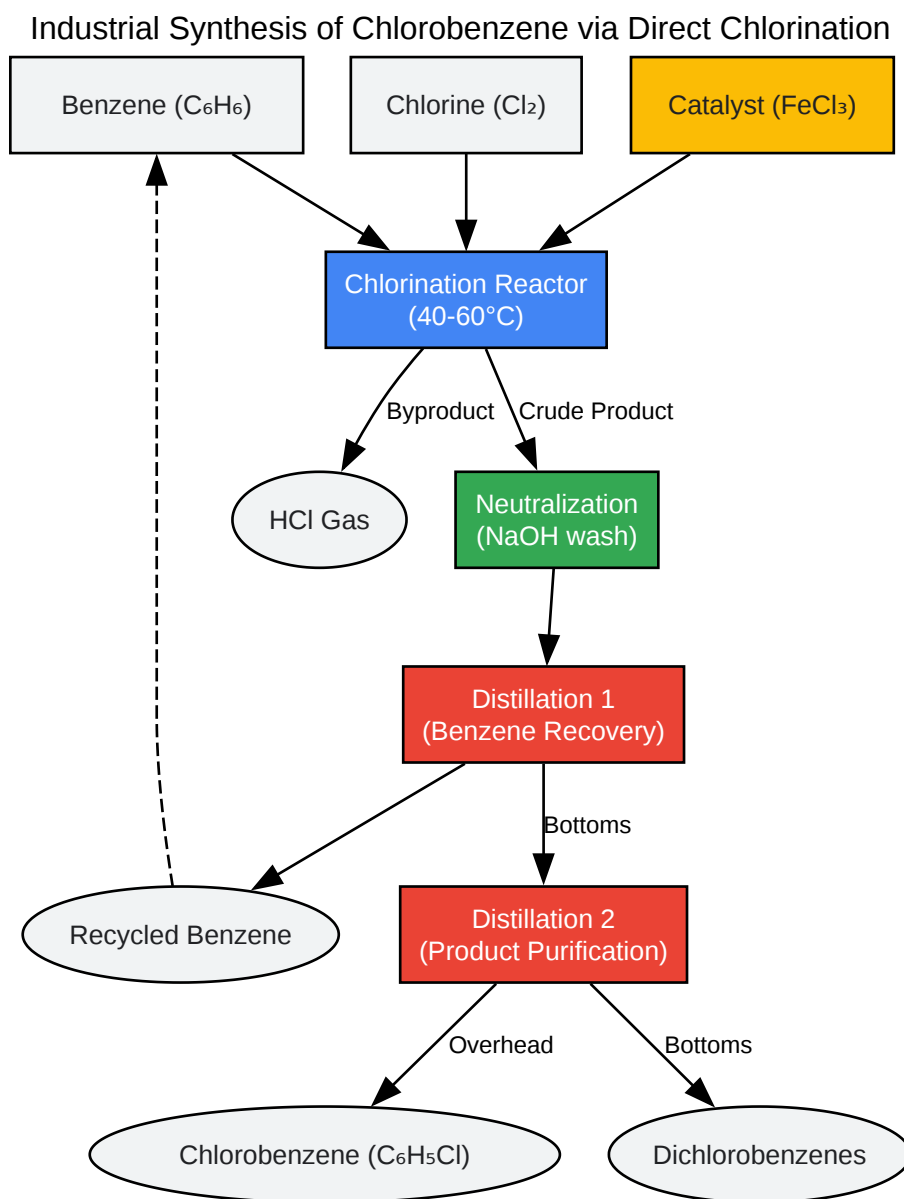 Industrial Synthesis of Chlorobenzene via Direct Chlorination
Benzene (C₆H₆)
Chlorine (Cl₂)
Catalyst (FeCl₃)
Chlorination Reactor
(40-60°C)
Byproduct
Crude Product
HCl Gas
Neutralization
(NaOH wash)
Distillation 1
(Benzene Recovery)
Bottoms
Recycled Benzene
Distillation 2
(Product Purification)
Overhead
Bottoms
Chlorobenzene (C₆H₅Cl)
Dichlorobenzenes